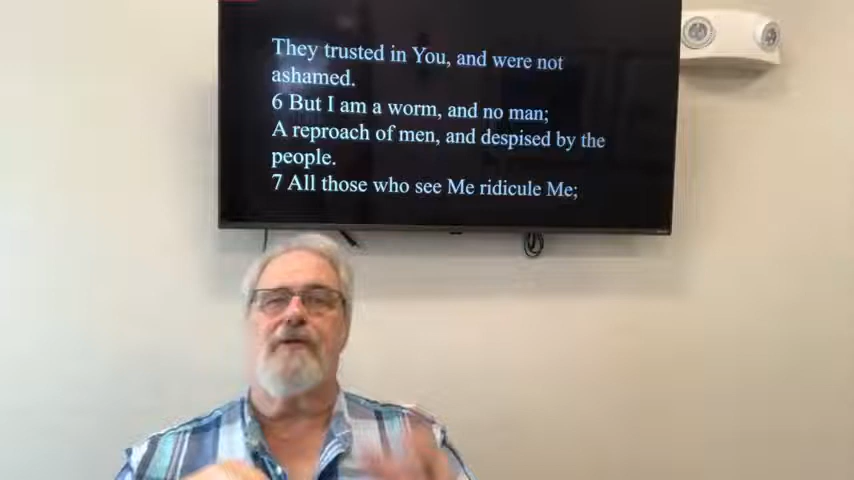 They trusted in You, and were not
ashamed.
6 But I am a worm, and no man;
A reproach of men, and despised by the
people.
7 All those who see Me ridicule Me;